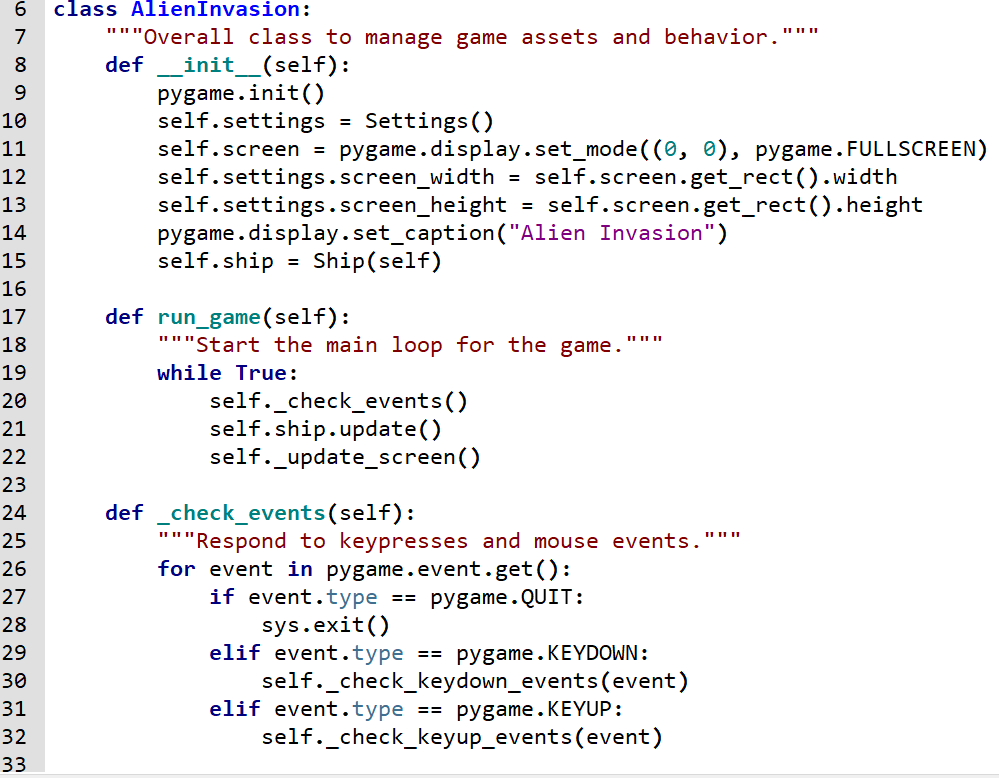 6 class AlienInvasion:
7     """Overall class to manage game assets and behavior."""
8     def __init__(self):
9         pygame.init()
10         self.settings = Settings()
11         self.screen = pygame.display.set_mode((0, 0), pygame.FULLSCREEN)
12         self.settings.screen_width = self.screen.get_rect().width
13         self.settings.screen_height = self.screen.get_rect().height
14         pygame.display.set_caption("Alien Invasion")
15         self.ship = Ship(self)
16
17     def run_game(self):
18         """Start the main loop for the game."""
19         while True:
20             self._check_events()
21             self.ship.update()
22             self._update_screen()
23
24     def _check_events(self):
25         """Respond to keypresses and mouse events."""
26         for event in pygame.event.get():
27             if event.type == pygame.QUIT:
28                 sys.exit()
29             elif event.type == pygame.KEYDOWN:
30                 self._check_keydown_events(event)
31             elif event.type == pygame.KEYUP:
32                 self._check_keyup_events(event)
33